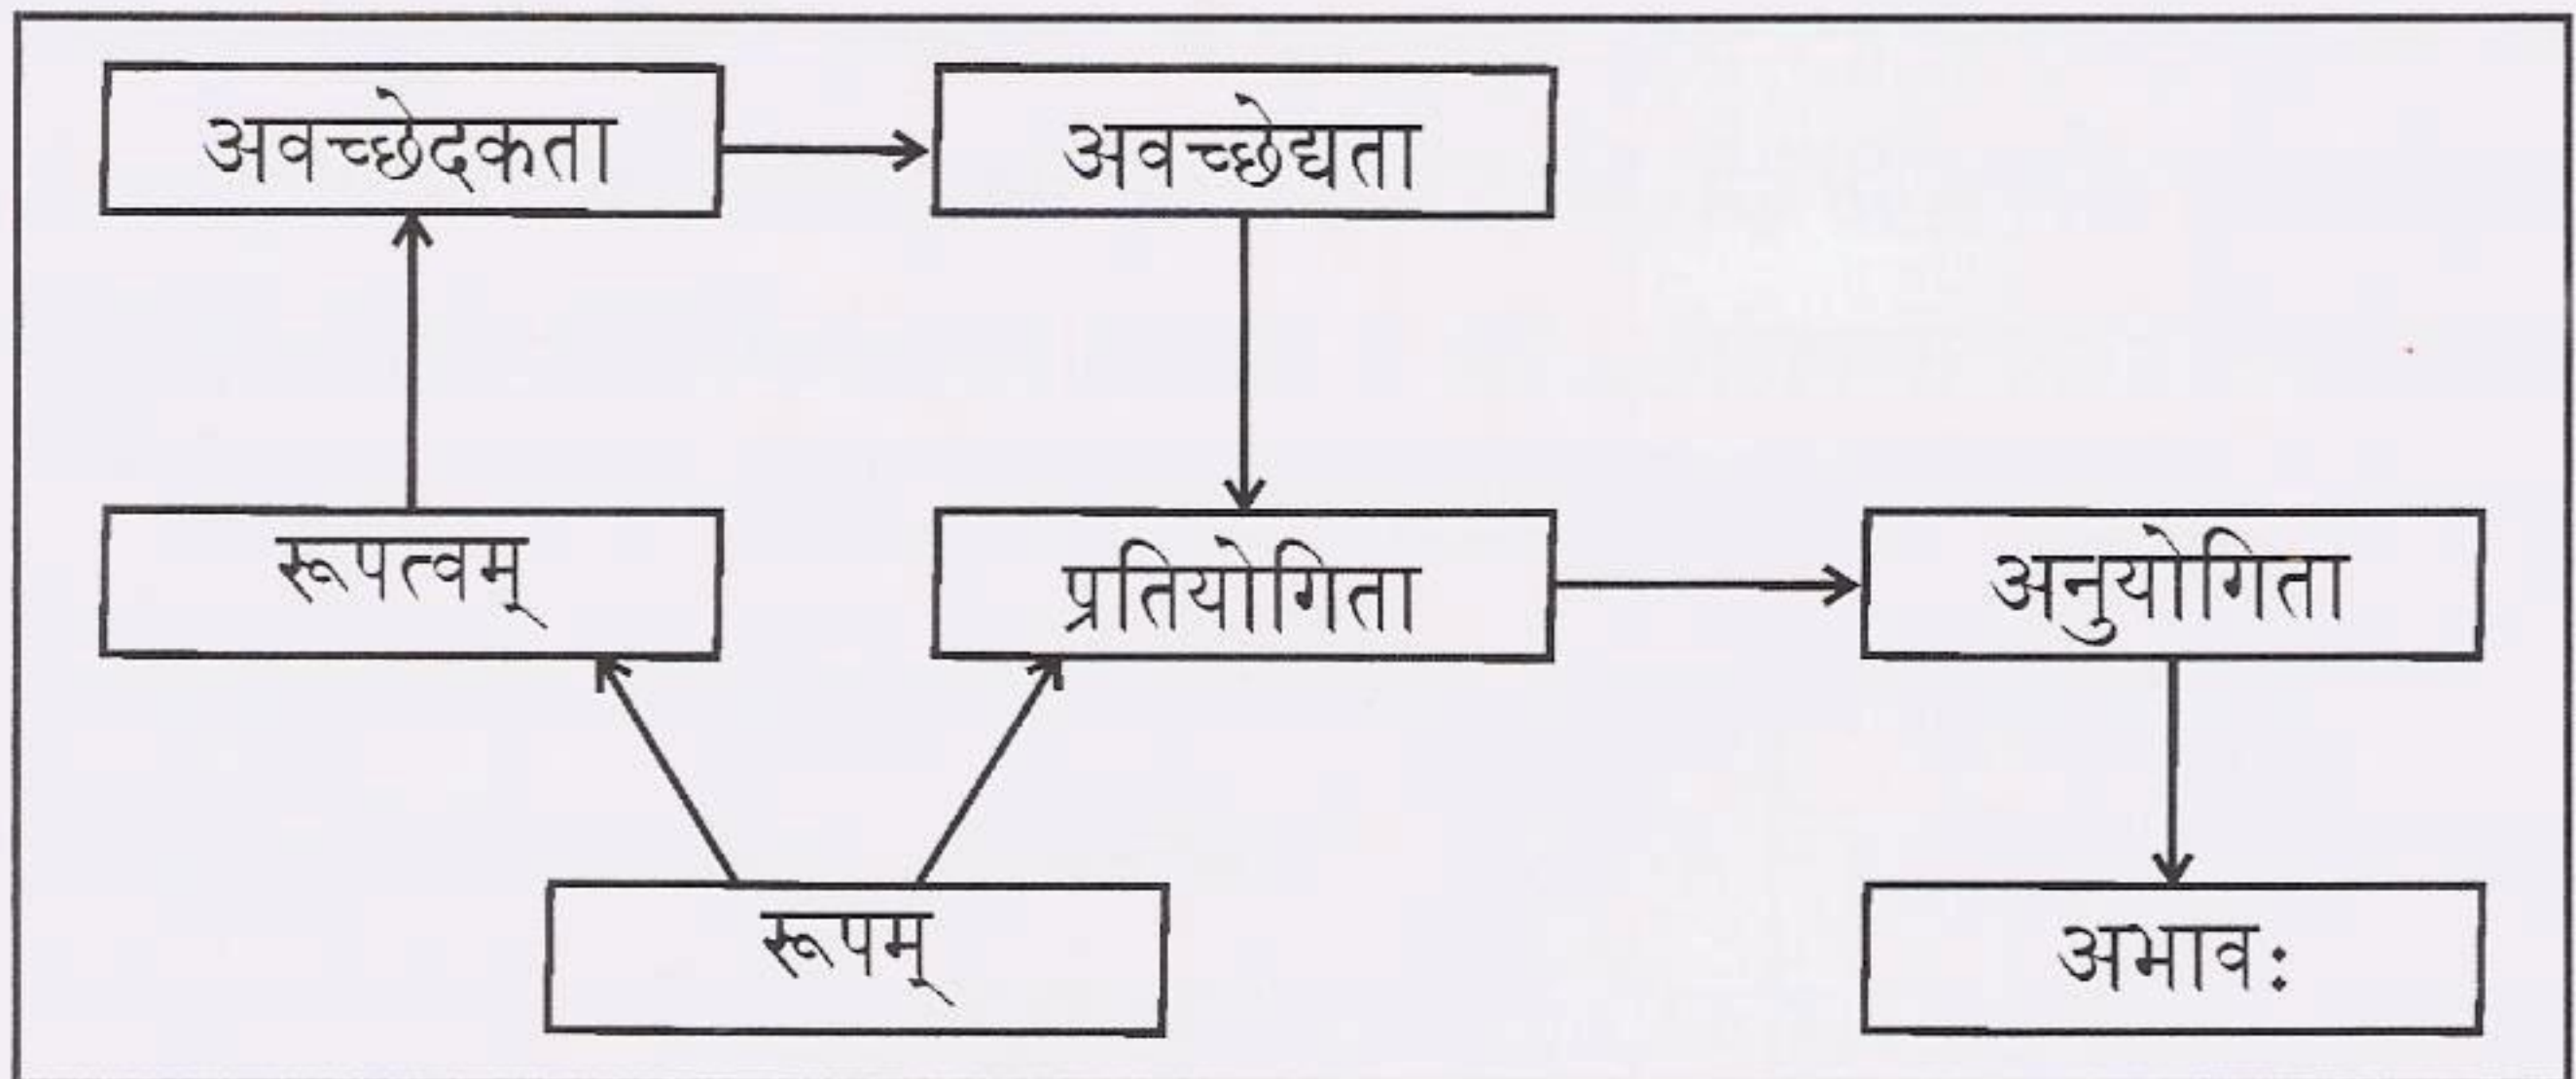 अवच्छेदकता
अवच्छेद्यता
रूपत्वम्
प्रतियोगिता
अनुयोगिता
रूपम्
अभावः